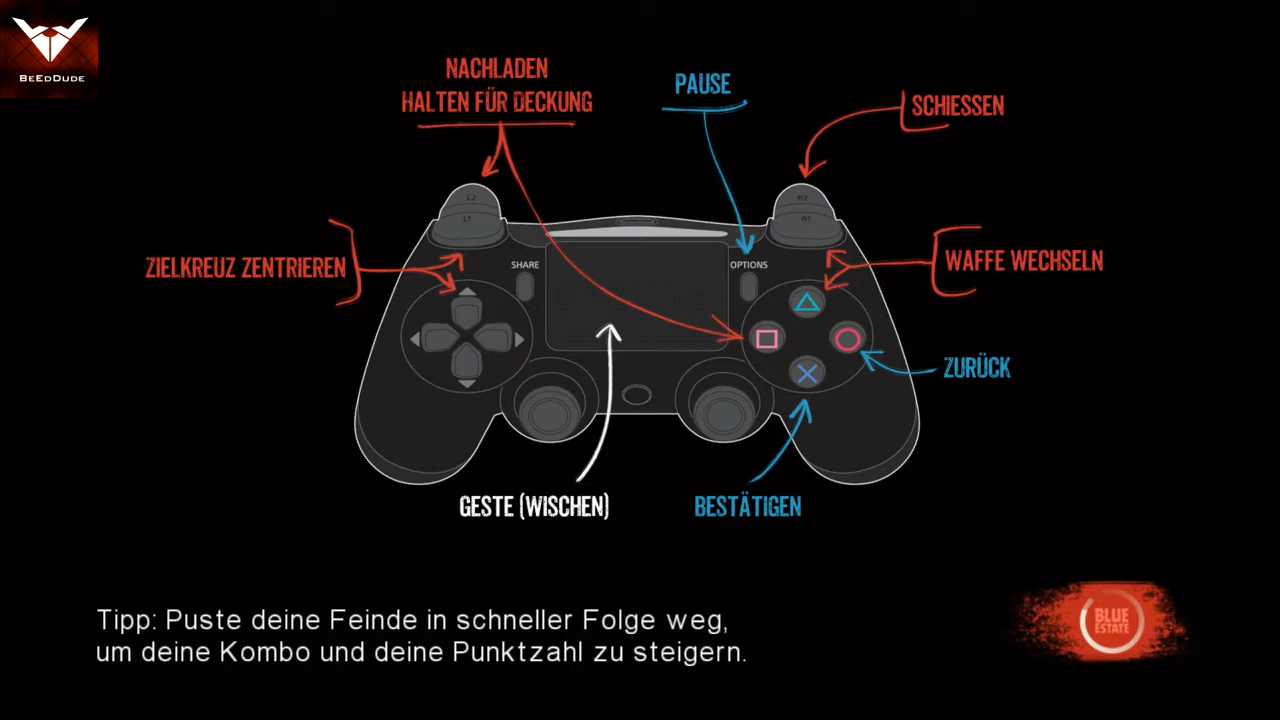 BEEDDUDE
NACHLADEN
HALTEN FÜR DECKUNG
PAUSE
SCHIESSEN
L2
L1
R2
R1
ZIELKREUZ ZENTRIEREN
SHARE
OPTIONS
WAFFE WECHSELN
ZURÜCK
GESTE (WISCHEN)
BESTÄTIGEN
Tipp: Puste deine Feinde in schneller Folge weg,
um deine Kombo und deine Punktzahl zu steigern.
BLUE
ESTATE